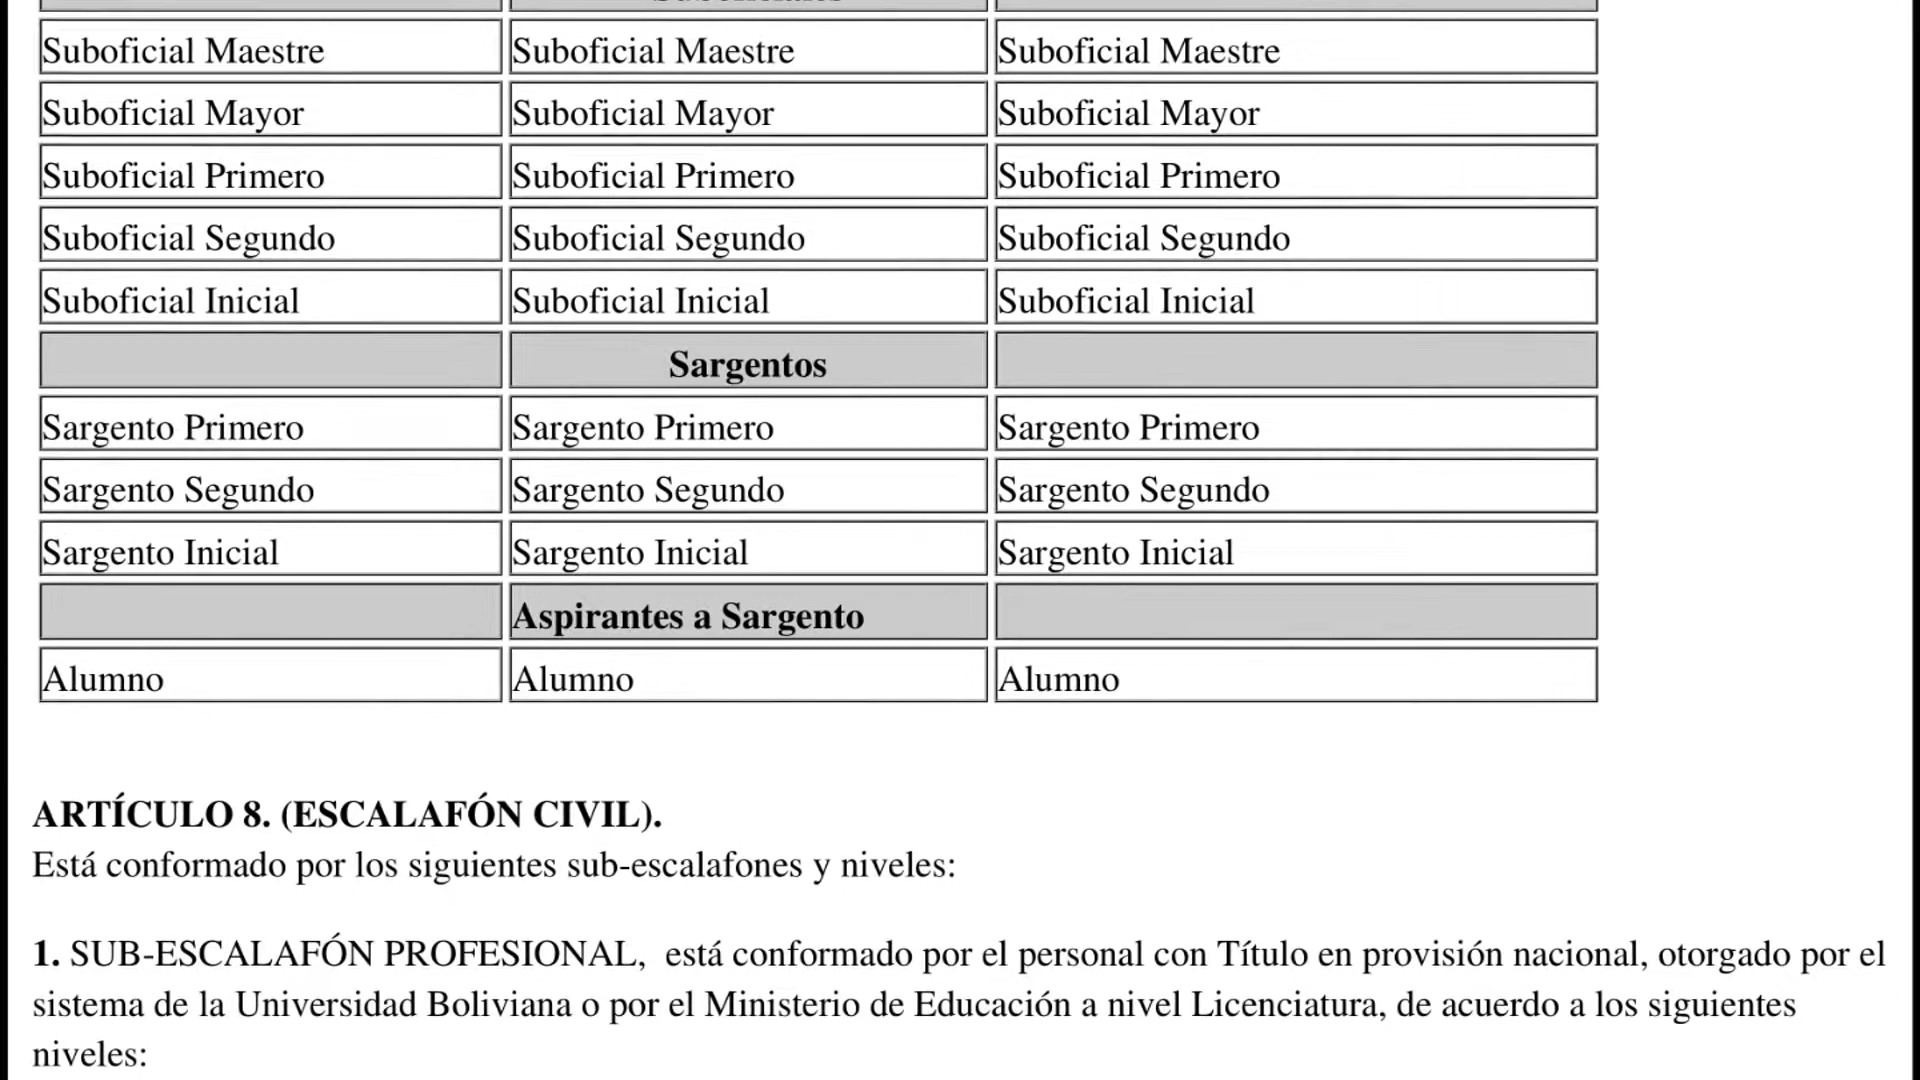 Suboficial Maestre Suboficial Maestre Suboficial Maestre
Suboficial Mayor Suboficial Mayor Suboficial Mayor
Suboficial Primero Suboficial Primero Suboficial Primero
Suboficial Segundo Suboficial Segundo Suboficial Segundo
Suboficial Inicial Suboficial Inicial Suboficial Inicial
Sargentos
Sargento Primero Sargento Primero Sargento Primero
Sargento Segundo Sargento Segundo Sargento Segundo
Sargento Inicial Sargento Inicial Sargento Inicial
Aspirantes a Sargento
Alumno Alumno Alumno
ARTÍCULO 8. (ESCALAFÓN CIVIL).
Está conformado por los siguientes sub-escalafones y niveles:
1. SUB-ESCALAFÓN PROFESIONAL, está conformado por el personal con Título en provisión nacional, otorgado por el
sistema de la Universidad Boliviana o por el Ministerio de Educación a nivel Licenciatura, de acuerdo a los siguientes
niveles: